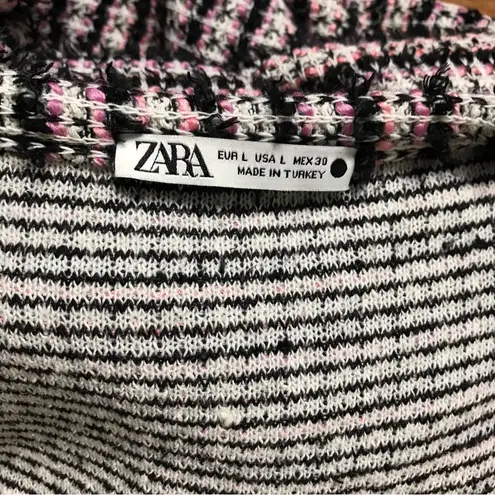 ZARA
EUR L USA L MEX 30
MADE IN TURKEY